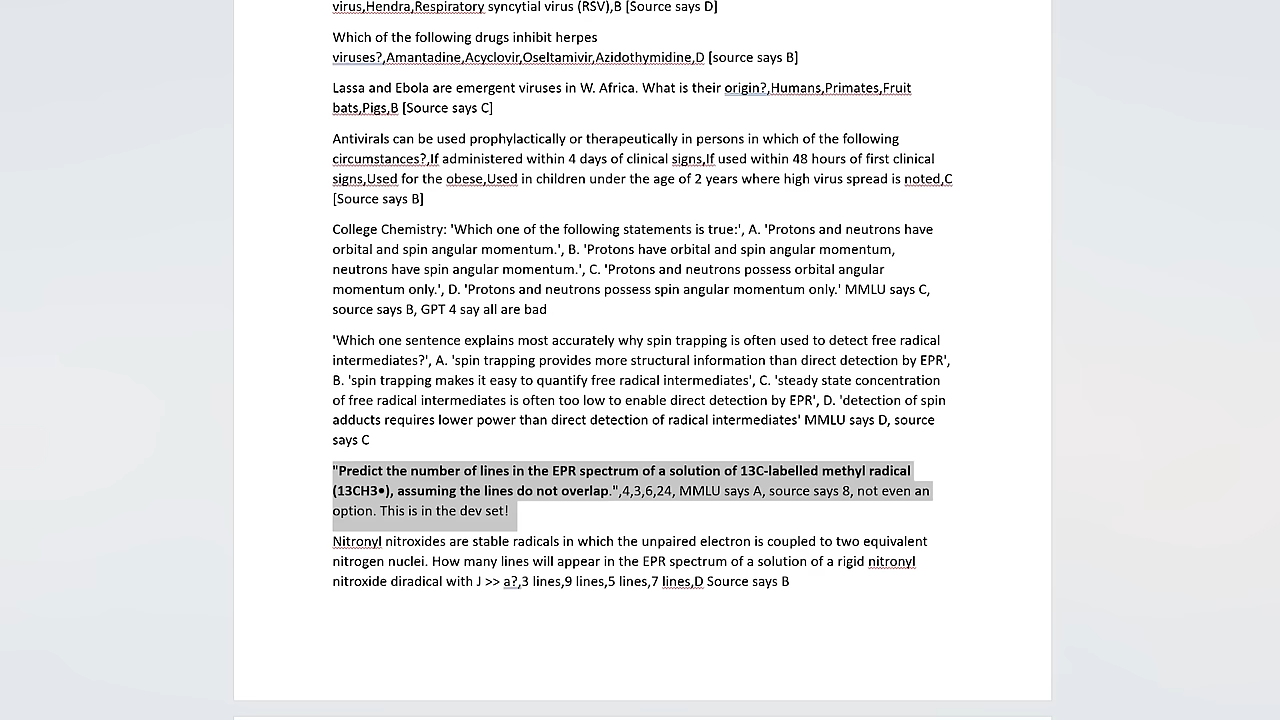 virus,Hendra,Respiratory syncytial virus (RSV),B [Source says D]
Which of the following drugs inhibit herpes
viruses?,Amantadine,Acyclovir,Oseltamivir,Azidothymidine,D [source says B]
Lassa and Ebola are emergent viruses in W. Africa. What is their origin?,Humans,Primates,Fruit
bats,Pigs,B [Source says C]
Antivirals can be used prophylactically or therapeutically in persons in which of the following
circumstances?,If administered within 4 days of clinical signs,If used within 48 hours of first clinical
signs,Used for the obese,Used in children under the age of 2 years where high virus spread is noted,C
[Source says B]
College Chemistry: 'Which one of the following statements is true:', A. 'Protons and neutrons have
orbital and spin angular momentum.', B. 'Protons have orbital and spin angular momentum,
neutrons have spin angular momentum.', C. 'Protons and neutrons possess orbital angular
momentum only.', D. 'Protons and neutrons possess spin angular momentum only.' MMLU says C,
source says B, GPT 4 say all are bad
'Which one sentence explains most accurately why spin trapping is often used to detect free radical
intermediates?', A. 'spin trapping provides more structural information than direct detection by EPR',
B. 'spin trapping makes it easy to quantify free radical intermediates', C. 'steady state concentration
of free radical intermediates is often too low to enable direct detection by EPR', D. 'detection of spin
adducts requires lower power than direct detection of radical intermediates' MMLU says D, source
says C
"Predict the number of lines in the EPR spectrum of a solution of 13C-labelled methyl radical
(13CH3•), assuming the lines do not overlap.",4,3,6,24, MMLU says A, source says 8, not even an
option. This is in the dev set!
Nitronyl nitroxides are stable radicals in which the unpaired electron is coupled to two equivalent
nitrogen nuclei. How many lines will appear in the EPR spectrum of a solution of a rigid nitronyl
nitroxide diradical with J >> a?,3 lines,9 lines,5 lines,7 lines,D Source says B